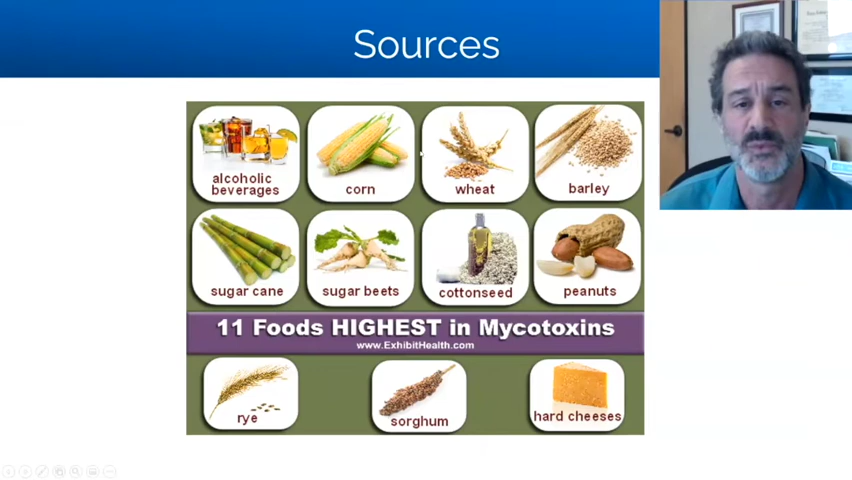 Sources
alcoholic
beverages
corn
wheat
barley
sugar cane
sugar beets
cottonseed
peanuts
11 Foods HIGHEST in Mycotoxins
www.ExhibitHealth.com
rye
sorghum
hard cheeses